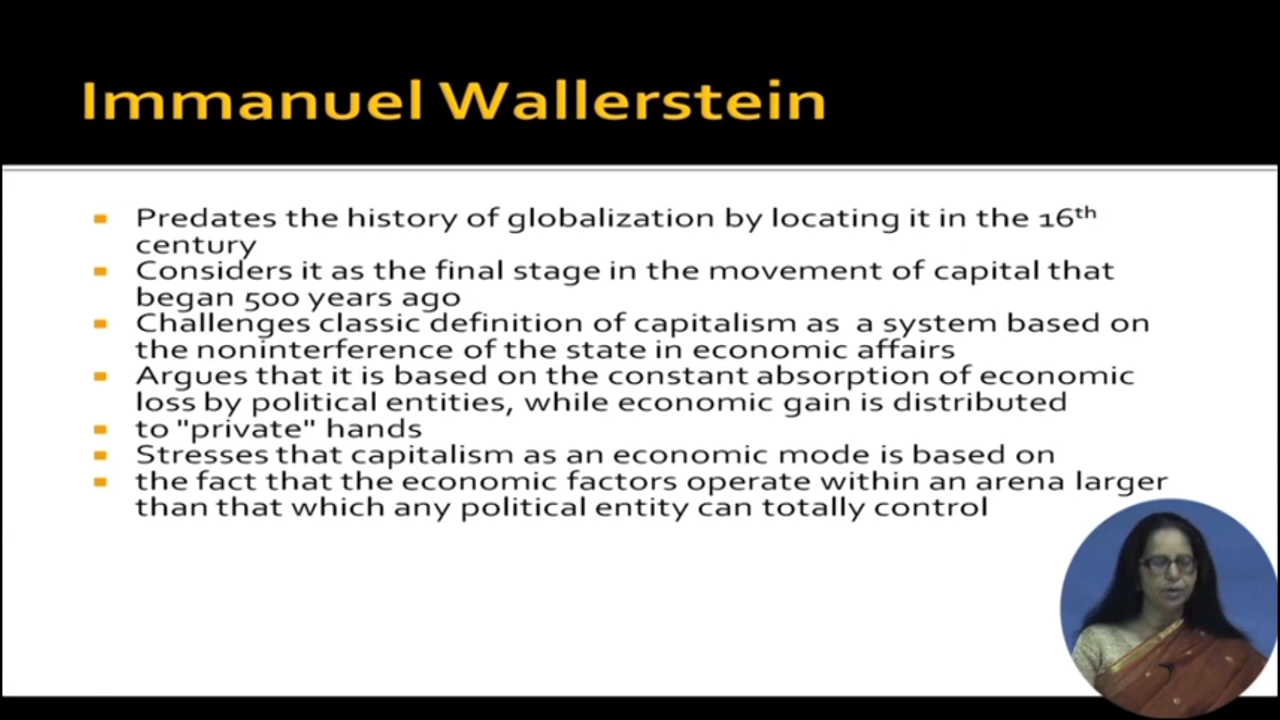 Immanuel Wallerstein
Predates the history of globalization by locating it in the 16th
century
Considers it as the final stage in the movement of capital that
began 500 years ago
Challenges classic definition of capitalism as a system based on
the noninterference of the state in economic affairs
Argues that it is based on the constant absorption of economic
loss by political entities, while economic gain is distributed
to "private" hands
Stresses that capitalism as an economic mode is based on
the fact that the economic factors operate within an arena larger
than that which any political entity can totally control